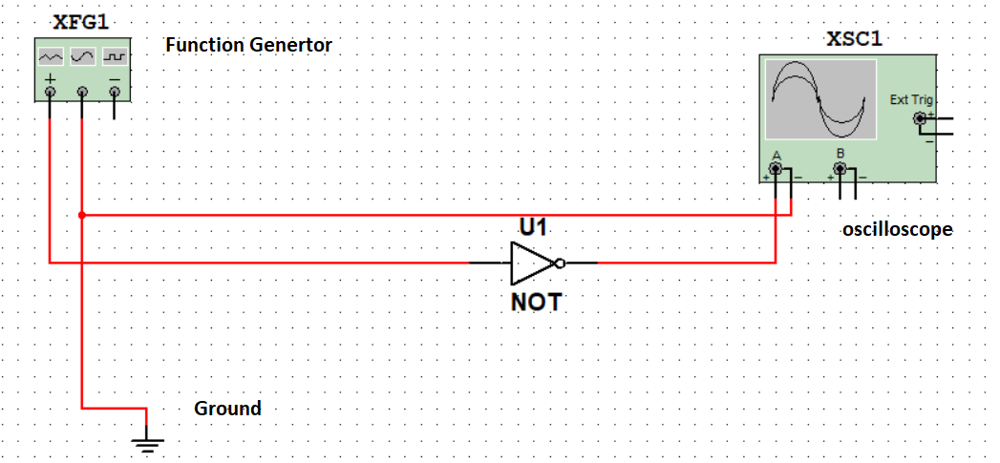 XFG1
Function Genertor
XSC1
+
−
Ext Trig
+
−
A
B
+
−
+
−
oscilloscope
U1
NOT
Ground